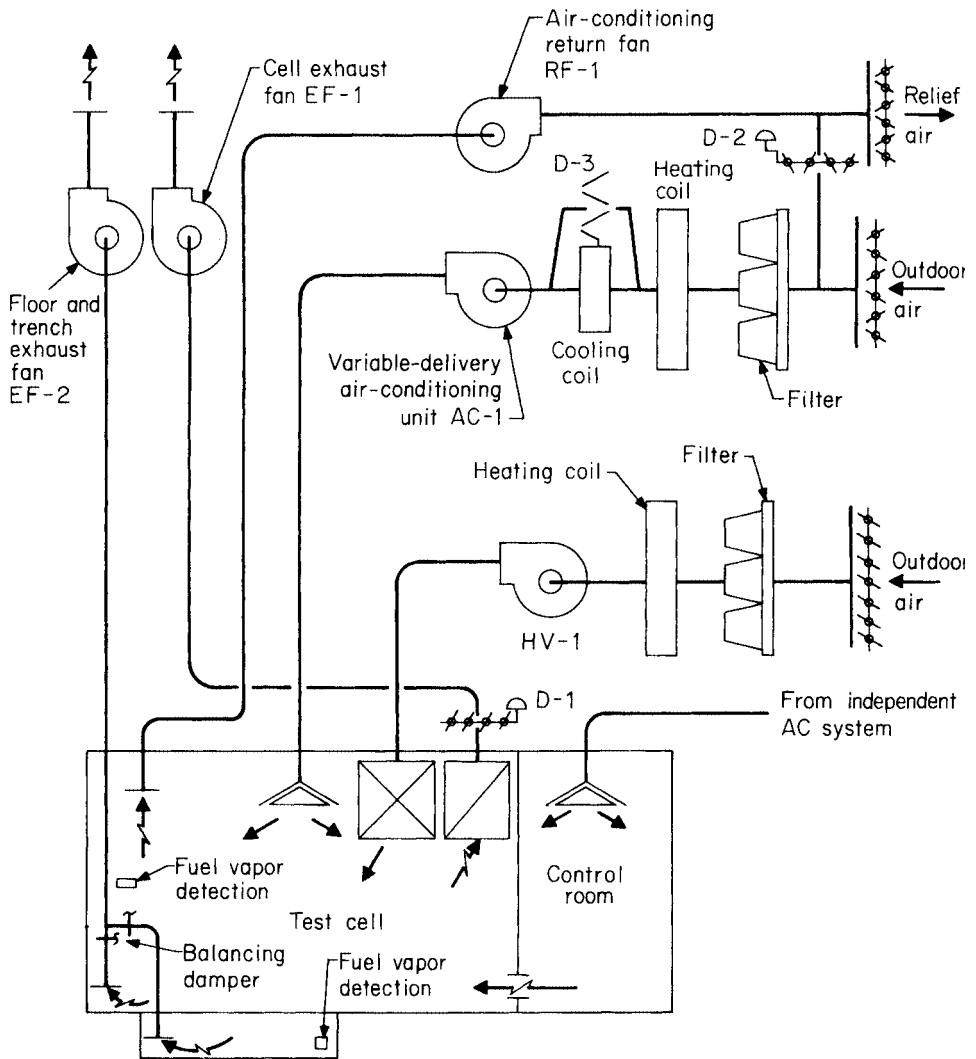 Air-conditioning
return fan
RF-1
Cell exhaust
fan EF-1
Relief
air
D-2
D-3
Heating
coil
Outdoor
air
Floor and
trench
exhaust
fan
EF-2
Cooling
coil
Variable-delivery
air-conditioning
unit AC-1
Filter
Heating coil
Filter
Outdoor
air
HV-1
D-1
From independent
AC system
Fuel vapor
detection
Control
room
Test cell
Balancing
damper
Fuel vapor
detection